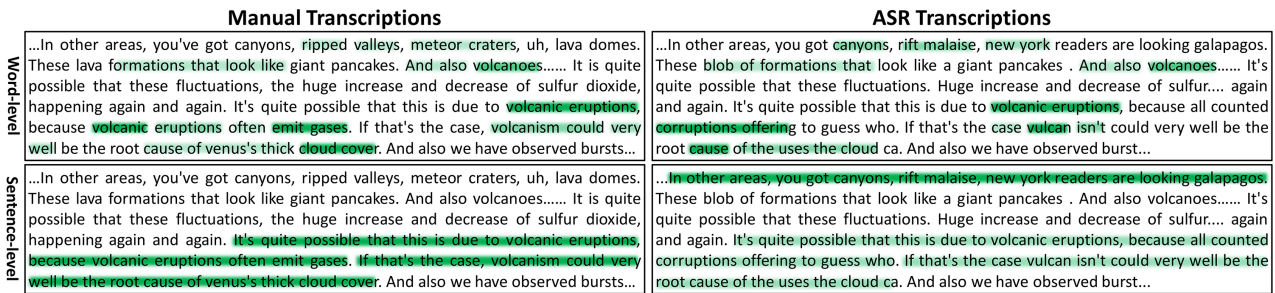 Manual Transcriptions
ASR Transcriptions
Word-level
...In other areas, you've got canyons, ripped valleys, meteor craters, uh, lava domes.
These lava formations that look like giant pancakes. And also volcanoes...... It is quite
possible that these fluctuations, the huge increase and decrease of sulfur dioxide,
happening again and again. It's quite possible that this is due to volcanic eruptions,
because volcanic eruptions often emit gases. If that's the case, volcanism could very
well be the root cause of venus's thick cloud cover. And also we have observed bursts...
...In other areas, you got canyons, rift malaise, new york readers are looking galapagos.
These blob of formations that look like a giant pancakes . And also volcanoes...... It's
quite possible that these fluctuations. Huge increase and decrease of sulfur.... again
and again. It's quite possible that this is due to volcanic eruptions, because all counted
corruptions offering to guess who. If that's the case vulcan isn't could very well be the
root cause of the uses the cloud ca. And also we have observed burst...
Sentence-level
...In other areas, you've got canyons, ripped valleys, meteor craters, uh, lava domes.
These lava formations that look like giant pancakes. And also volcanoes...... It is quite
possible that these fluctuations, the huge increase and decrease of sulfur dioxide,
happening again and again. It's quite possible that this is due to volcanic eruptions,
because volcanic eruptions often emit gases. If that's the case, volcanism could very
well be the root cause of venus's thick cloud cover. And also we have observed bursts...
...In other areas, you got canyons, rift malaise, new york readers are looking galapagos.
These blob of formations that look like a giant pancakes . And also volcanoes...... It's
quite possible that these fluctuations. Huge increase and decrease of sulfur.... again
and again. It's quite possible that this is due to volcanic eruptions, because all counted
corruptions offering to guess who. If that's the case vulcan isn't could very well be the
root cause of the uses the cloud ca. And also we have observed burst...